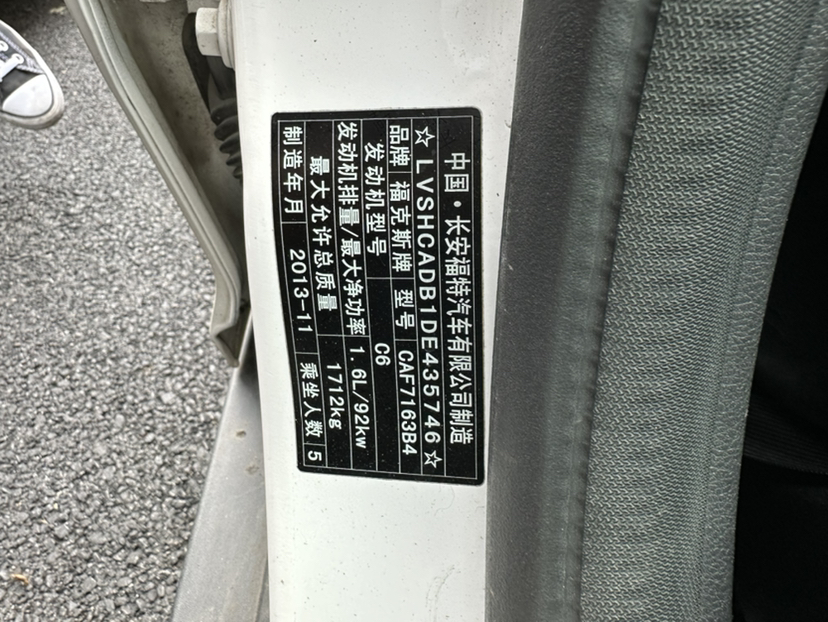 中国·长安福特汽车有限公司制造
☆LVSHCADB1DE435746☆
品牌 福克斯牌 型号 CAF7163B4
发动机型号 C6
发动机排量/最大净功率 1.6L/92kw
最大允许总质量 1712kg
制造年月 2013-11 乘坐人数 5